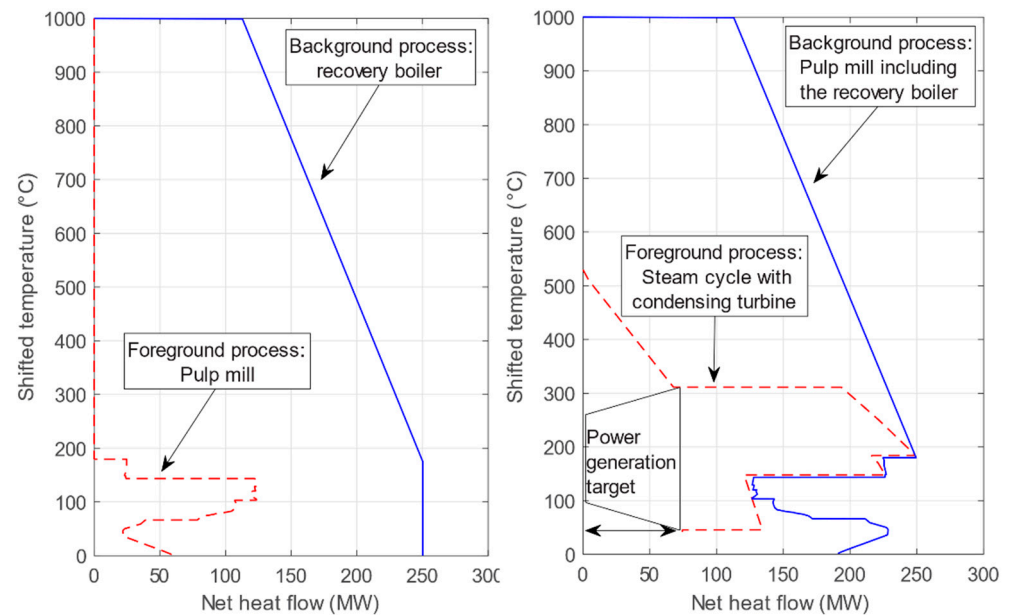 1000
900
800
700
600
500
400
300
200
100
0
Shifted temperature (°C)
Background process:
recovery boiler
Foreground process:
Pulp mill
0 50 100 150 200 250 300
Net heat flow (MW)
1000
900
800
700
600
500
400
300
200
100
0
Shifted temperature (°C)
Background process:
Pulp mill including
the recovery boiler
Foreground process:
Steam cycle with
condensing turbine
Power
generation
target
0 50 100 150 200 250 300
Net heat flow (MW)